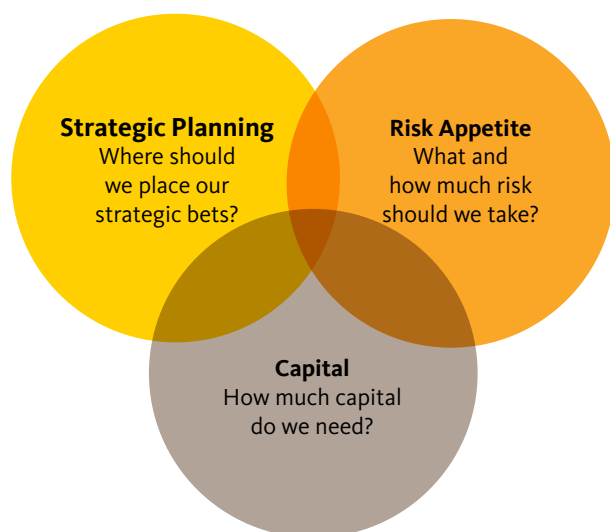 Strategic Planning
Where should
we place our
strategic bets?
Risk Appetite
What and
how much risk
should we take?
Capital
How much capital
do we need?